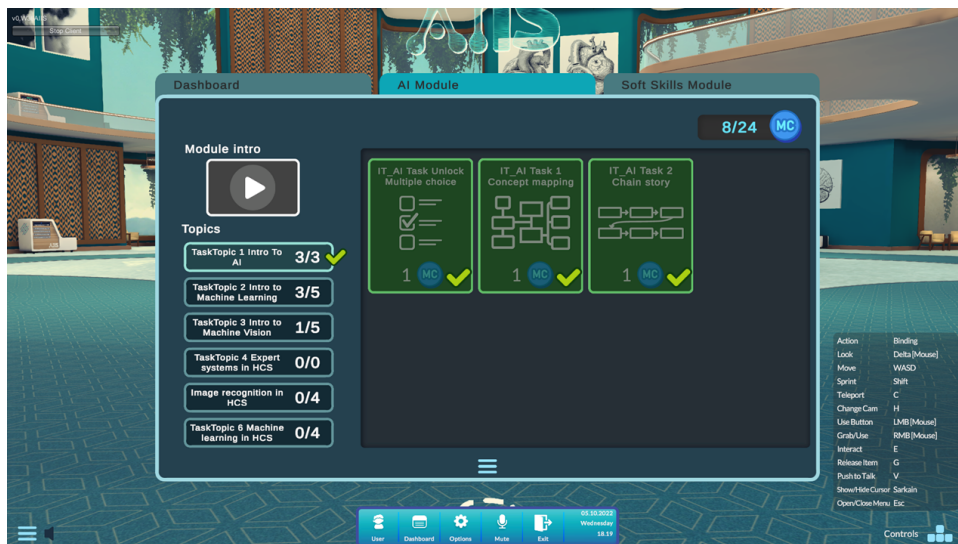 AIIS
Stop Client
Dashboard
AI Module
Soft Skills Module
8/24
MC
Module intro
Topics
TaskTopic 1 Intro To
AI
3/3
TaskTopic 2 Intro to
Machine Learning
3/5
TaskTopic 3 Intro to
Machine Vision
1/5
TaskTopic 4 Expert
systems in HCS
0/0
Image recognition in
HCS
0/4
TaskTopic 6 Machine
learning in HCS
0/4
IT_AI Task Unlock
Multiple choice
1 MC
IT_AI Task 1
Concept mapping
1 MC
IT_AI Task 2
Chain story
1 MC
Action Binding
Look Delta [Mouse]
Move WASD
Sprint Shift
Teleport C
Change Cam H
Use Button LMB [Mouse]
Grab/Use RMB [Mouse]
Interact E
Release Item G
Push to Talk V
Show/Hide Cursor Sarkain
Open/Close Menu Esc
Controls
User
Dashboard
Options
Mute
Exit
05.10.2022
Wednesday
18.19